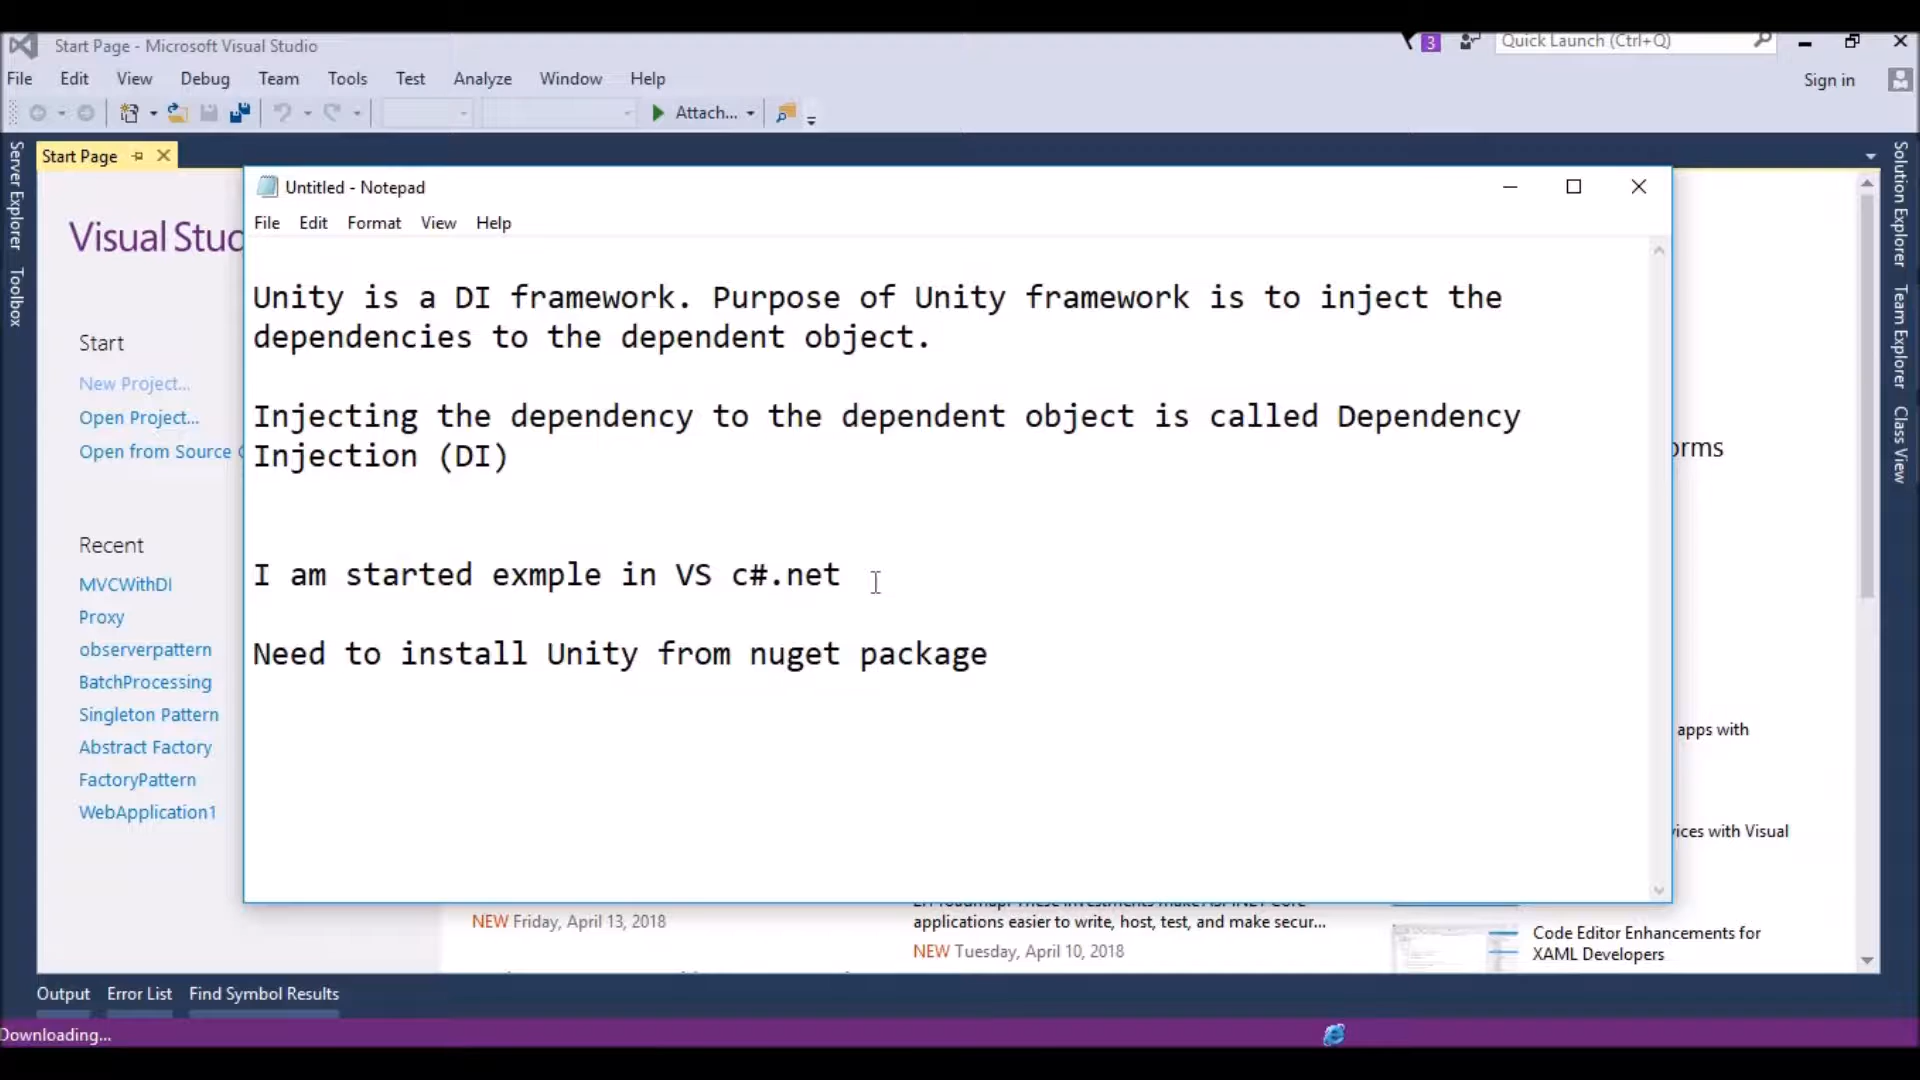 Start Page - Microsoft Visual Studio
3
Quick Launch (Ctrl+Q)
File Edit View Debug Team Tools Test Analyze Window Help
Sign in
Attach...
Server Explorer
Toolbox
Start Page
Solution Explorer
Team Explorer
Class View
Visual Stud
Start
New Project...
Open Project...
Open from Source
Recent
MVCWithDI
Proxy
observerpattern
BatchProcessing
Singleton Pattern
Abstract Factory
FactoryPattern
WebApplication1
Untitled - Notepad
File Edit Format View Help
Unity is a DI framework. Purpose of Unity framework is to inject the
dependencies to the dependent object.
Injecting the dependency to the dependent object is called Dependency
Injection (DI)
I am started exmple in VS c#.net
Need to install Unity from nuget package
orms
apps with
ices with Visual
NEW Friday, April 13, 2018
applications easier to write, host, test, and make secur...
NEW Tuesday, April 10, 2018
Code Editor Enhancements for
XAML Developers
Output Error List Find Symbol Results
Downloading...